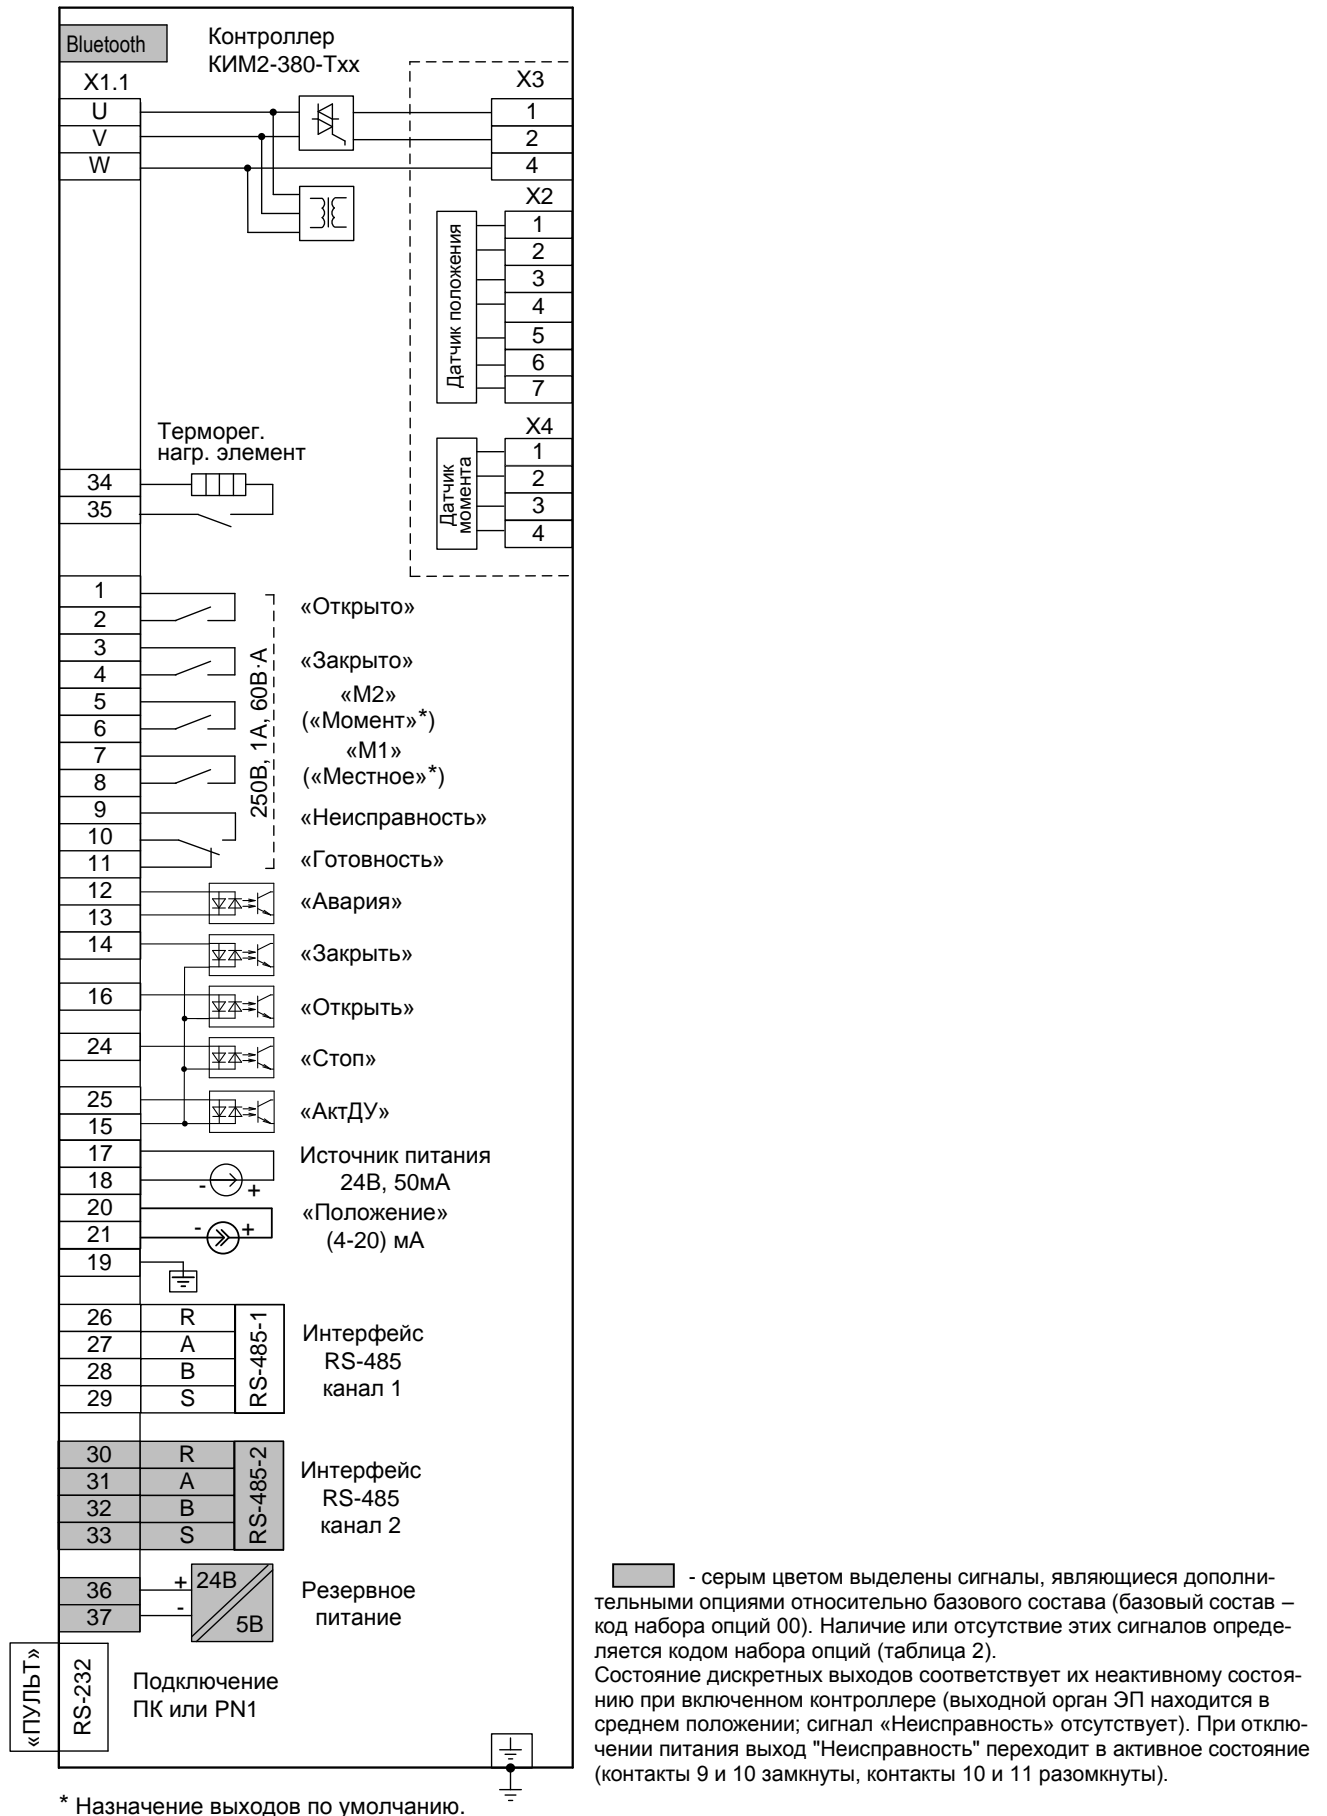 Bluetooth
Контроллер
КИМ2-380-Тхх
X1.1
X3
U
1
V
2
W
4
X2
Датчик положения
1
2
3
4
5
6
7
X4
Датчик
момента
1
2
3
4
Терморег.
нагр. элемент
34
35
1
2
«Открыто»
3
4
«Закрыто»
5
6
«М2»
(«Момент»*)
7
8
«М1»
(«Местное»*)
250В, 1А, 60В·А
9
«Неисправность»
10
11
«Готовность»
12
13
«Авария»
14
«Закрыть»
16
«Открыть»
24
«Стоп»
25
15
«АктДУ»
17
18
- +
Источник питания
24В, 50мА
20
21
- +
«Положение»
(4-20) мА
19
26 R
27 A
28 B
29 S
RS-485-1
Интерфейс
RS-485
канал 1
30 R
31 A
32 B
33 S
RS-485-2
Интерфейс
RS-485
канал 2
36 +
37 -
24В
5В
Резервное
питание
«ПУЛЬТ»
RS-232
Подключение
ПК или PN1
* Назначение выходов по умолчанию.
- серым цветом выделены сигналы, являющиеся дополни-
тельными опциями относительно базового состава (базовый состав –
код набора опций 00). Наличие или отсутствие этих сигналов опреде-
ляется кодом набора опций (таблица 2).
Состояние дискретных выходов соответствует их неактивному состоя-
нию при включенном контроллере (выходной орган ЭП находится в
среднем положении; сигнал «Неисправность» отсутствует). При отклю-
чении питания выход "Неисправность" переходит в активное состояние
(контакты 9 и 10 замкнуты, контакты 10 и 11 разомкнуты).